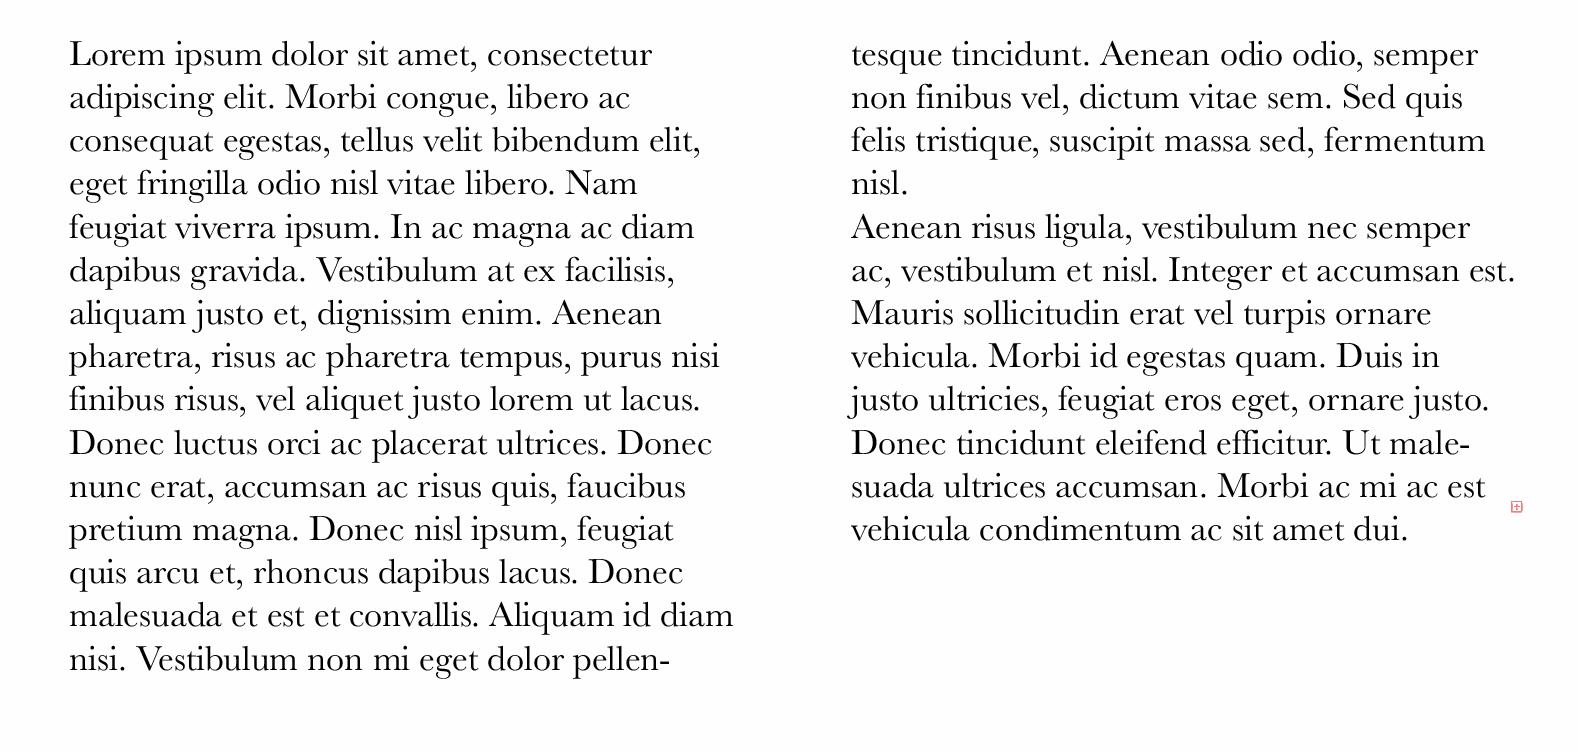 Lorem ipsum dolor sit amet, consectetur
adipiscing elit. Morbi congue, libero ac
consequat egestas, tellus velit bibendum elit,
eget fringilla odio nisl vitae libero. Nam
feugiat viverra ipsum. In ac magna ac diam
dapibus gravida. Vestibulum at ex facilisis,
aliquam justo et, dignissim enim. Aenean
pharetra, risus ac pharetra tempus, purus nisi
finibus risus, vel aliquet justo lorem ut lacus.
Donec luctus orci ac placerat ultrices. Donec
nunc erat, accumsan ac risus quis, faucibus
pretium magna. Donec nisl ipsum, feugiat
quis arcu et, rhoncus dapibus lacus. Donec
malesuada et est et convallis. Aliquam id diam
nisi. Vestibulum non mi eget dolor pellen-
tesque tincidunt. Aenean odio odio, semper
non finibus vel, dictum vitae sem. Sed quis
felis tristique, suscipit massa sed, fermentum
nisl.
Aenean risus ligula, vestibulum nec semper
ac, vestibulum et nisl. Integer et accumsan est.
Mauris sollicitudin erat vel turpis ornare
vehicula. Morbi id egestas quam. Duis in
justo ultricies, feugiat eros eget, ornare justo.
Donec tincidunt eleifend efficitur. Ut male-
suada ultrices accumsan. Morbi ac mi ac est
vehicula condimentum ac sit amet dui.